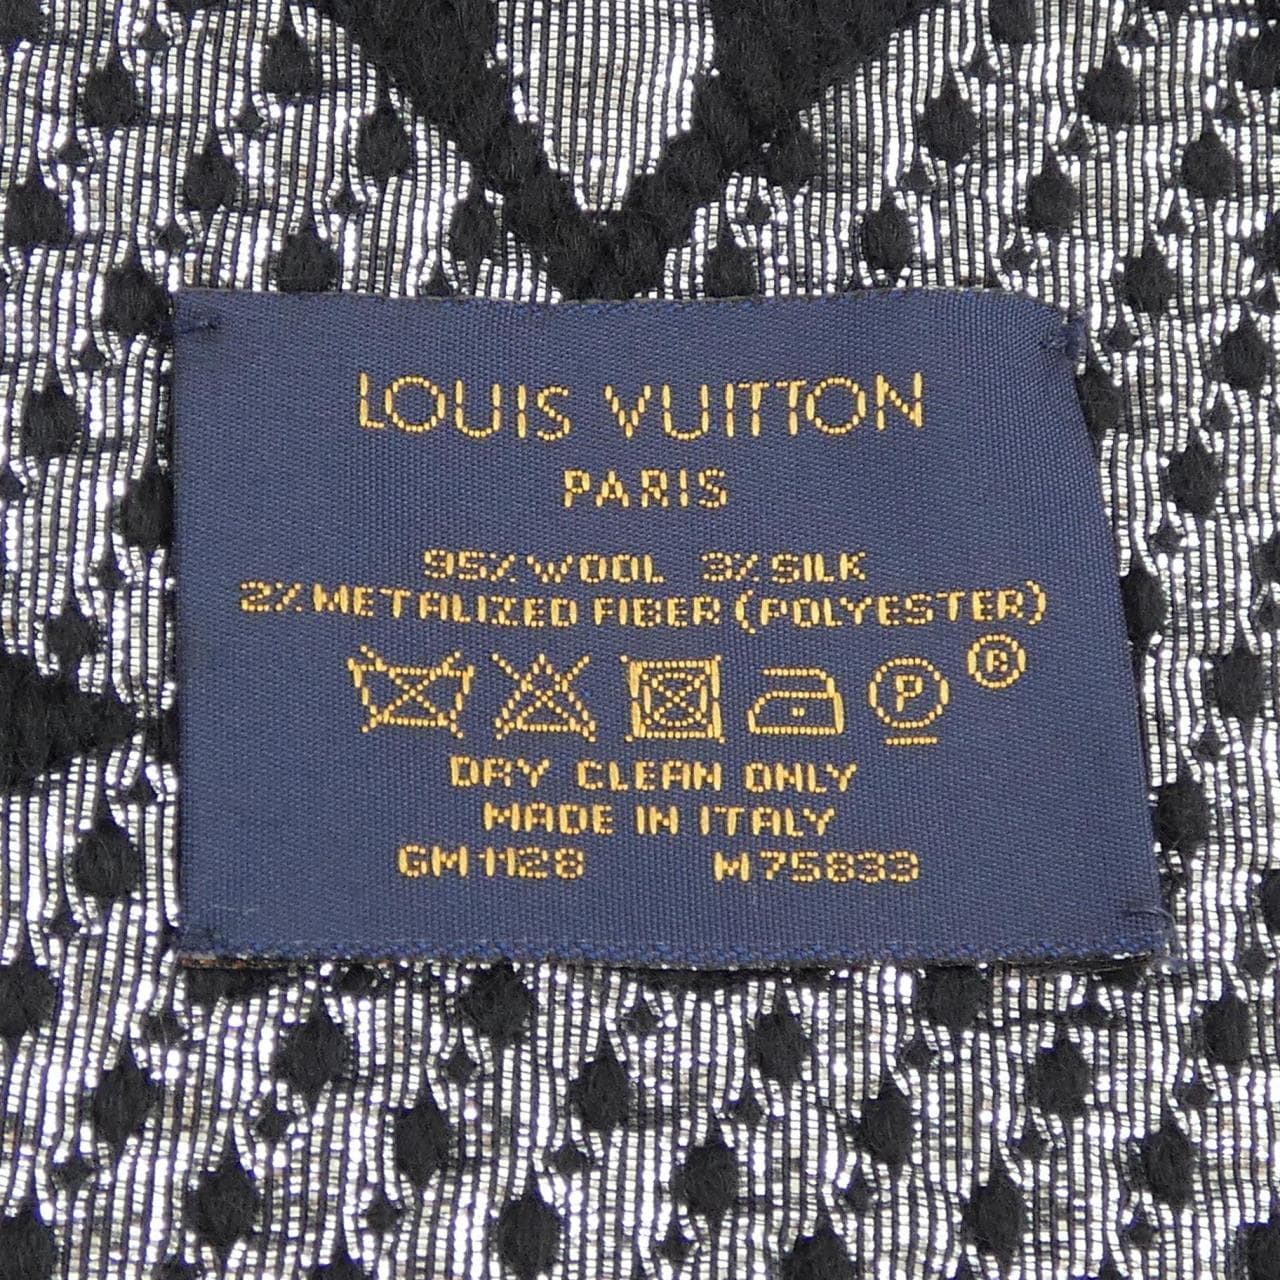 LOUIS VUITTON
PARIS
95% WOOL 3% SILK
2% METALIZED FIBER (POLYESTER)
P ®
DRY CLEAN ONLY
MADE IN ITALY
GM1128 M75833